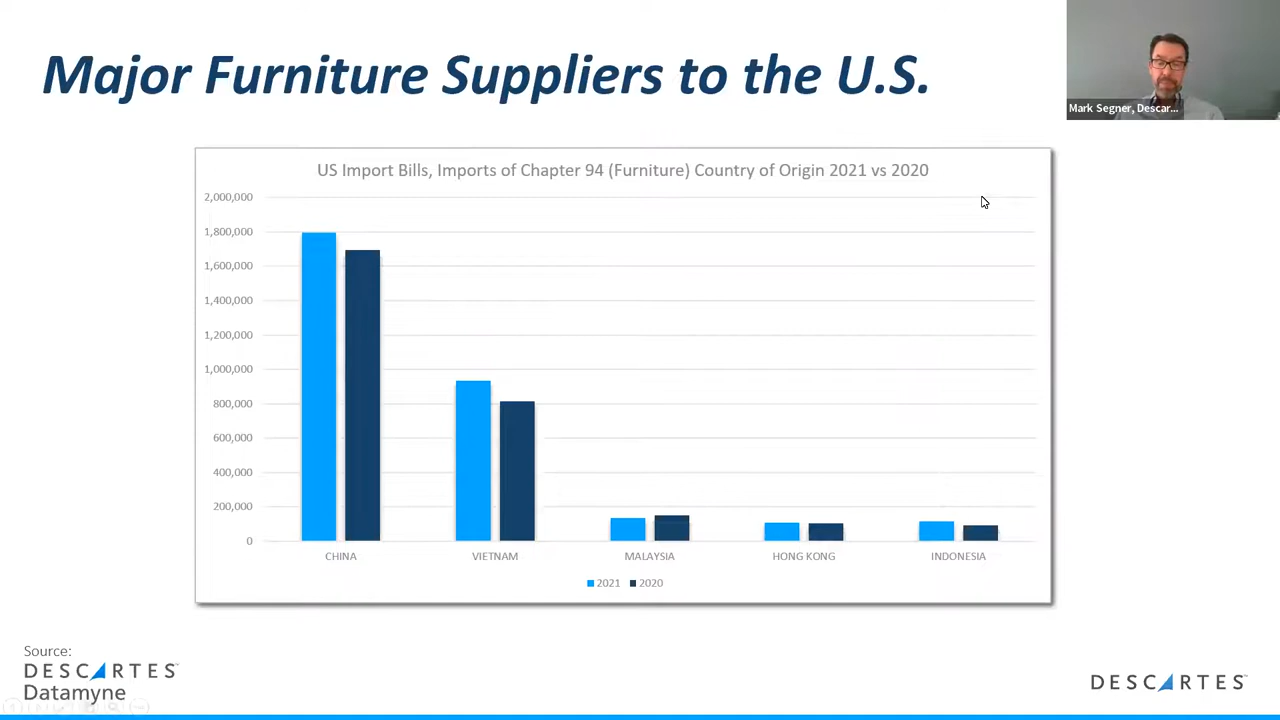 Major Furniture Suppliers to the U.S.
Mark Segner, Descar...
US Import Bills, Imports of Chapter 94 (Furniture) Country of Origin 2021 vs 2020
2,000,000
1,800,000
1,600,000
1,400,000
1,200,000
1,000,000
800,000
600,000
400,000
200,000
0
CHINA VIETNAM MALAYSIA HONG KONG INDONESIA
2021 2020
Source:
DESCARTES™
Datamyne
DESCARTES™